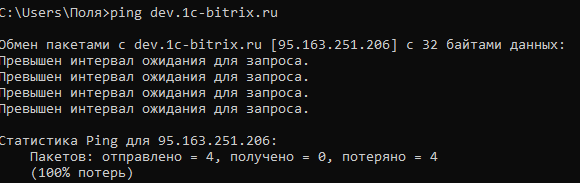 C:\Users\Поля>ping dev.1c-bitrix.ru
Обмен пакетами с dev.1c-bitrix.ru [95.163.251.206] с 32 байтами данных:
Превышен интервал ожидания для запроса.
Превышен интервал ожидания для запроса.
Превышен интервал ожидания для запроса.
Превышен интервал ожидания для запроса.
Статистика Ping для 95.163.251.206:
Пакетов: отправлено = 4, получено = 0, потеряно = 4
(100% потерь)